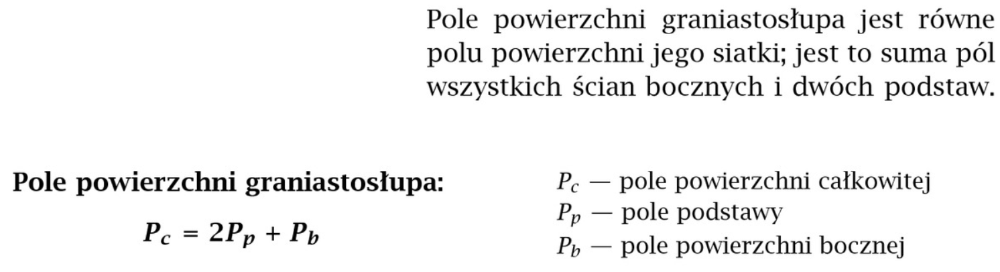 Pole powierzchni graniastosłupa jest równe
polu powierzchni jego siatki; jest to suma pól
wszystkich ścian bocznych i dwóch podstaw.
Pole powierzchni graniastosłupa:
P_c = 2P_p + P_b
P_c — pole powierzchni całkowitej
P_p — pole podstawy
P_b — pole powierzchni bocznej